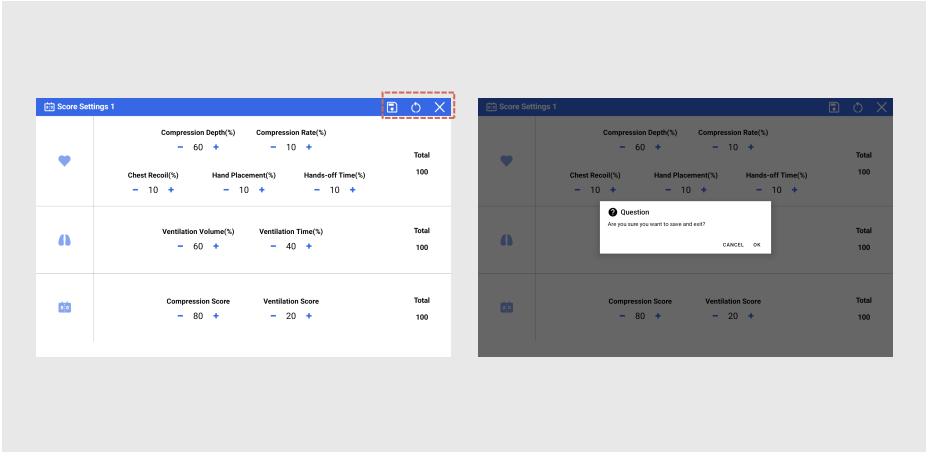 Score Settings 1
Compression Depth(%) Compression Rate(%)
− 60 + − 10 +
Total
100
Chest Recoil(%) Hand Placement(%) Hands-off Time(%)
− 10 + − 10 + − 10 +
Ventilation Volume(%) Ventilation Time(%) Total
− 60 + − 40 + 100
Compression Score Ventilation Score Total
− 80 + − 20 + 100
Score Settings 1
Compression Depth(%) Compression Rate(%)
− 60 + − 10 +
Total
100
Chest Recoil(%) Hand Placement(%) Hands-off Time(%)
− 10 + − 10 + − 10 +
Question
Are you sure you want to save and exit?
CANCEL OK
Total
100
Compression Score Ventilation Score Total
− 80 + − 20 + 100